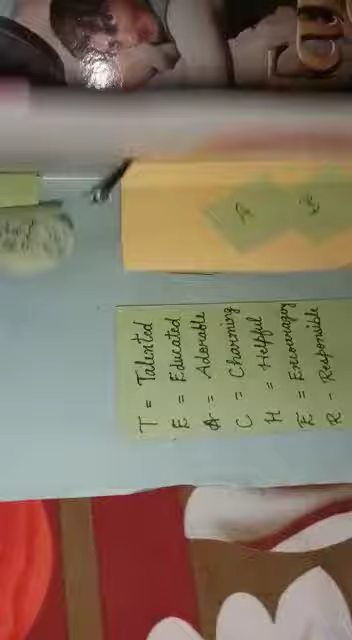 T = Talented
E = Educated
A = Adorable
C = Charming
H = Helpful
E = Encouraging
R - Responsible